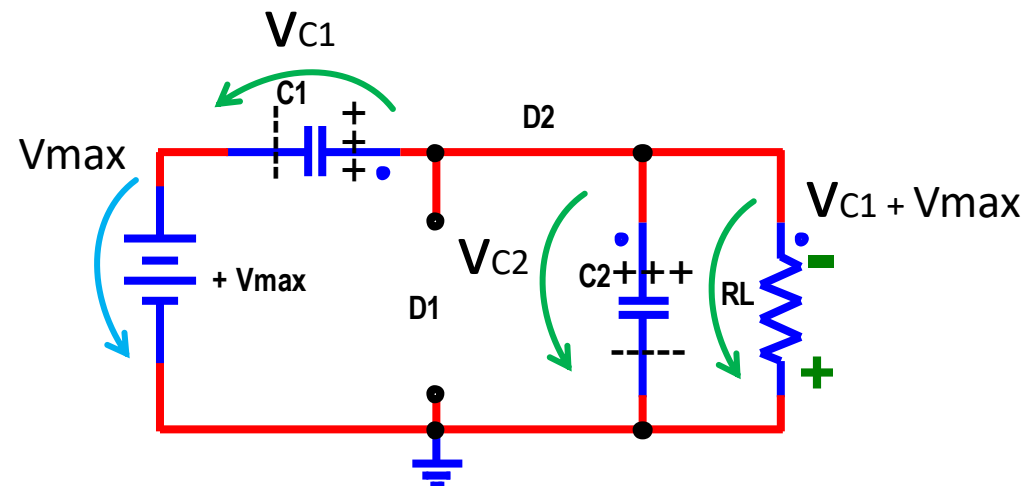 VC1
C1
+++
D2
Vmax
VC1 + Vmax
VC2
C2+++
RL
-
+ Vmax
D1
+